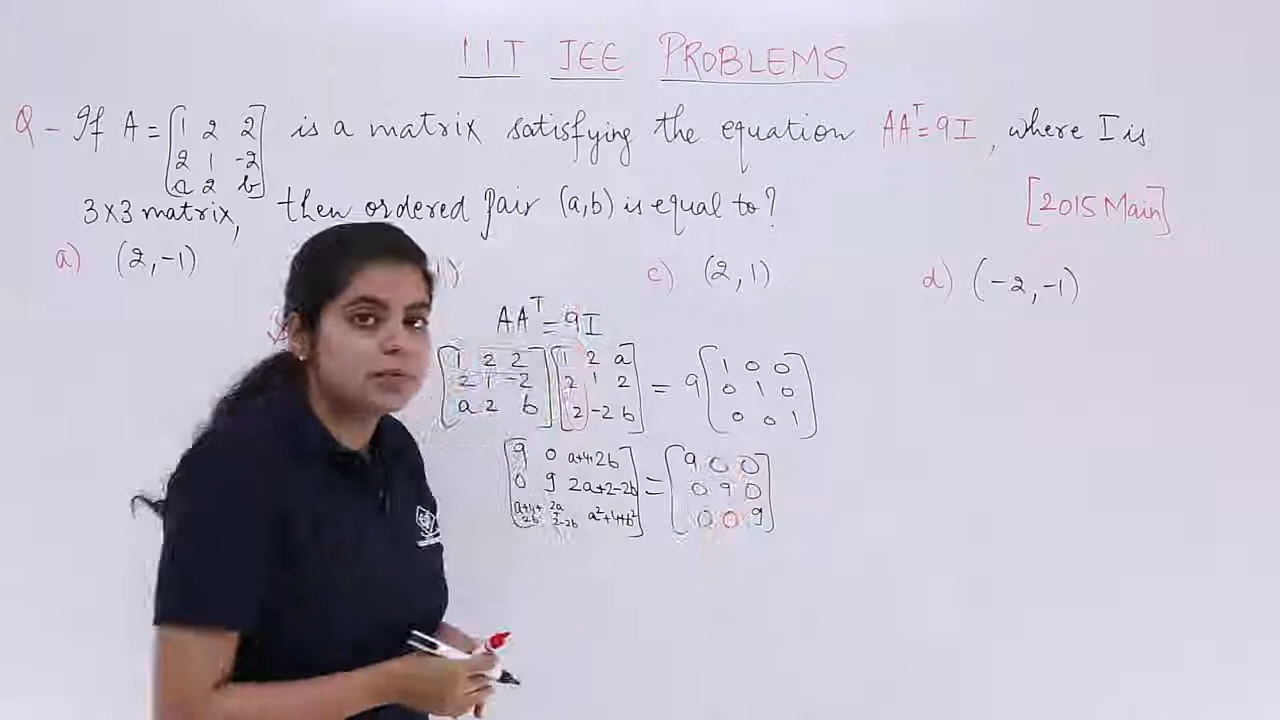 IIT JEE PROBLEMS
Q - If A = [1 2 2 is a matrix satisfying the equation AAᵀ = 9I, where I is
2 1 -2
a 2 b]
3x3 matrix, then ordered pair (a,b) is equal to? [2015 Main]
a) (2,-1) 1) c) (2,1) d) (-2,-1)
AAᵀ = 9I
[1 2 2 [1 2 a = 9 [1 0 0
2 1 -2 2 1 2 0 1 0
a 2 b] 2 -2 b] 0 0 1]
[9 0 a+4+2b = [9 0 0
0 9 2a+2-2b 0 9 0
a+4+2b 2a+2-2b a²+4+b²] 0 0 9]